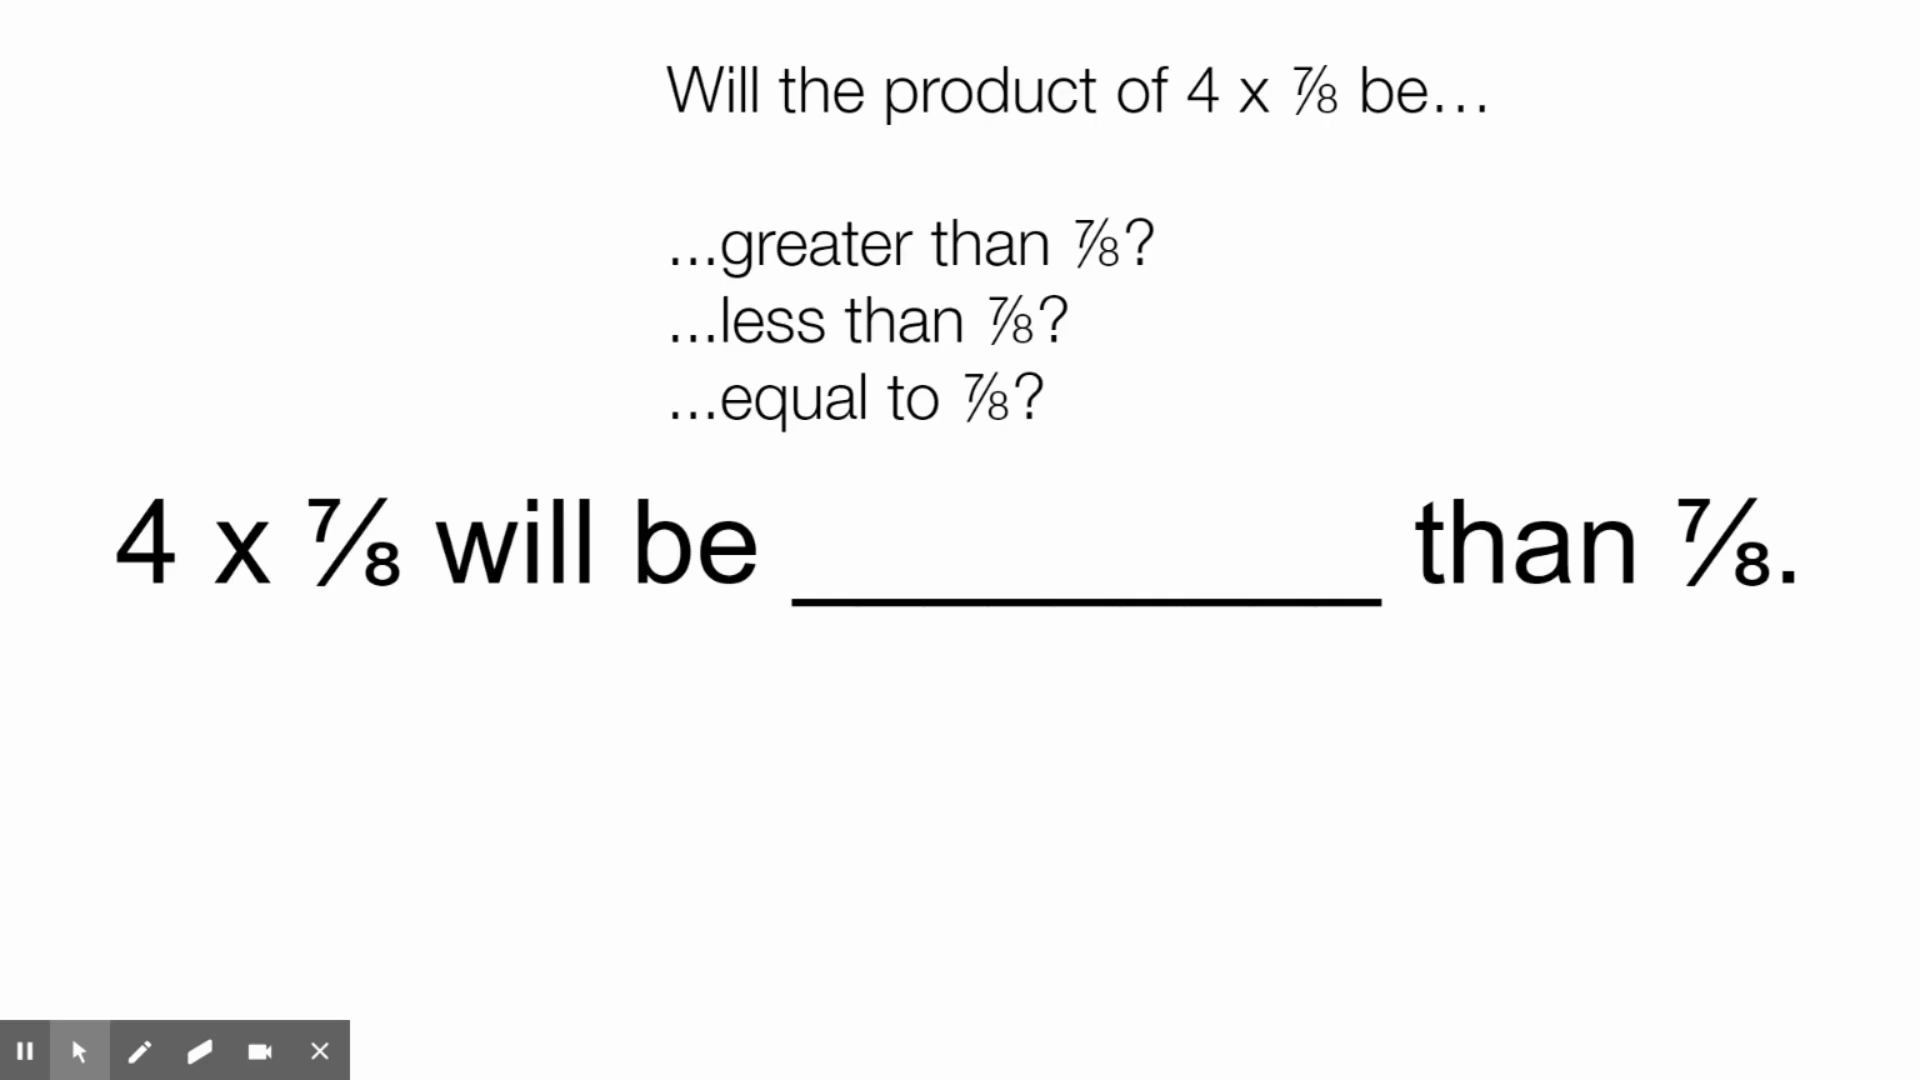 Will the product of 4 x ⅞ be...
...greater than ⅞?
...less than ⅞?
...equal to ⅞?
4 x ⅞ will be __________ than ⅞.